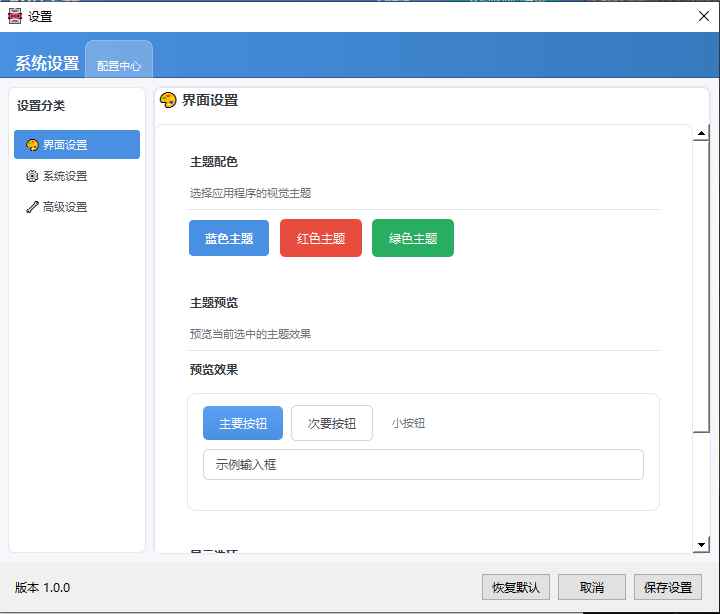 设置
系统设置
配置中心
设置分类
界面设置
系统设置
高级设置
界面设置
主题配色
选择应用程序的视觉主题
蓝色主题 红色主题 绿色主题
主题预览
预览当前选中的主题效果
预览效果
主要按钮 次要按钮 小按钮
示例输入框
版本 1.0.0
恢复默认 取消 保存设置